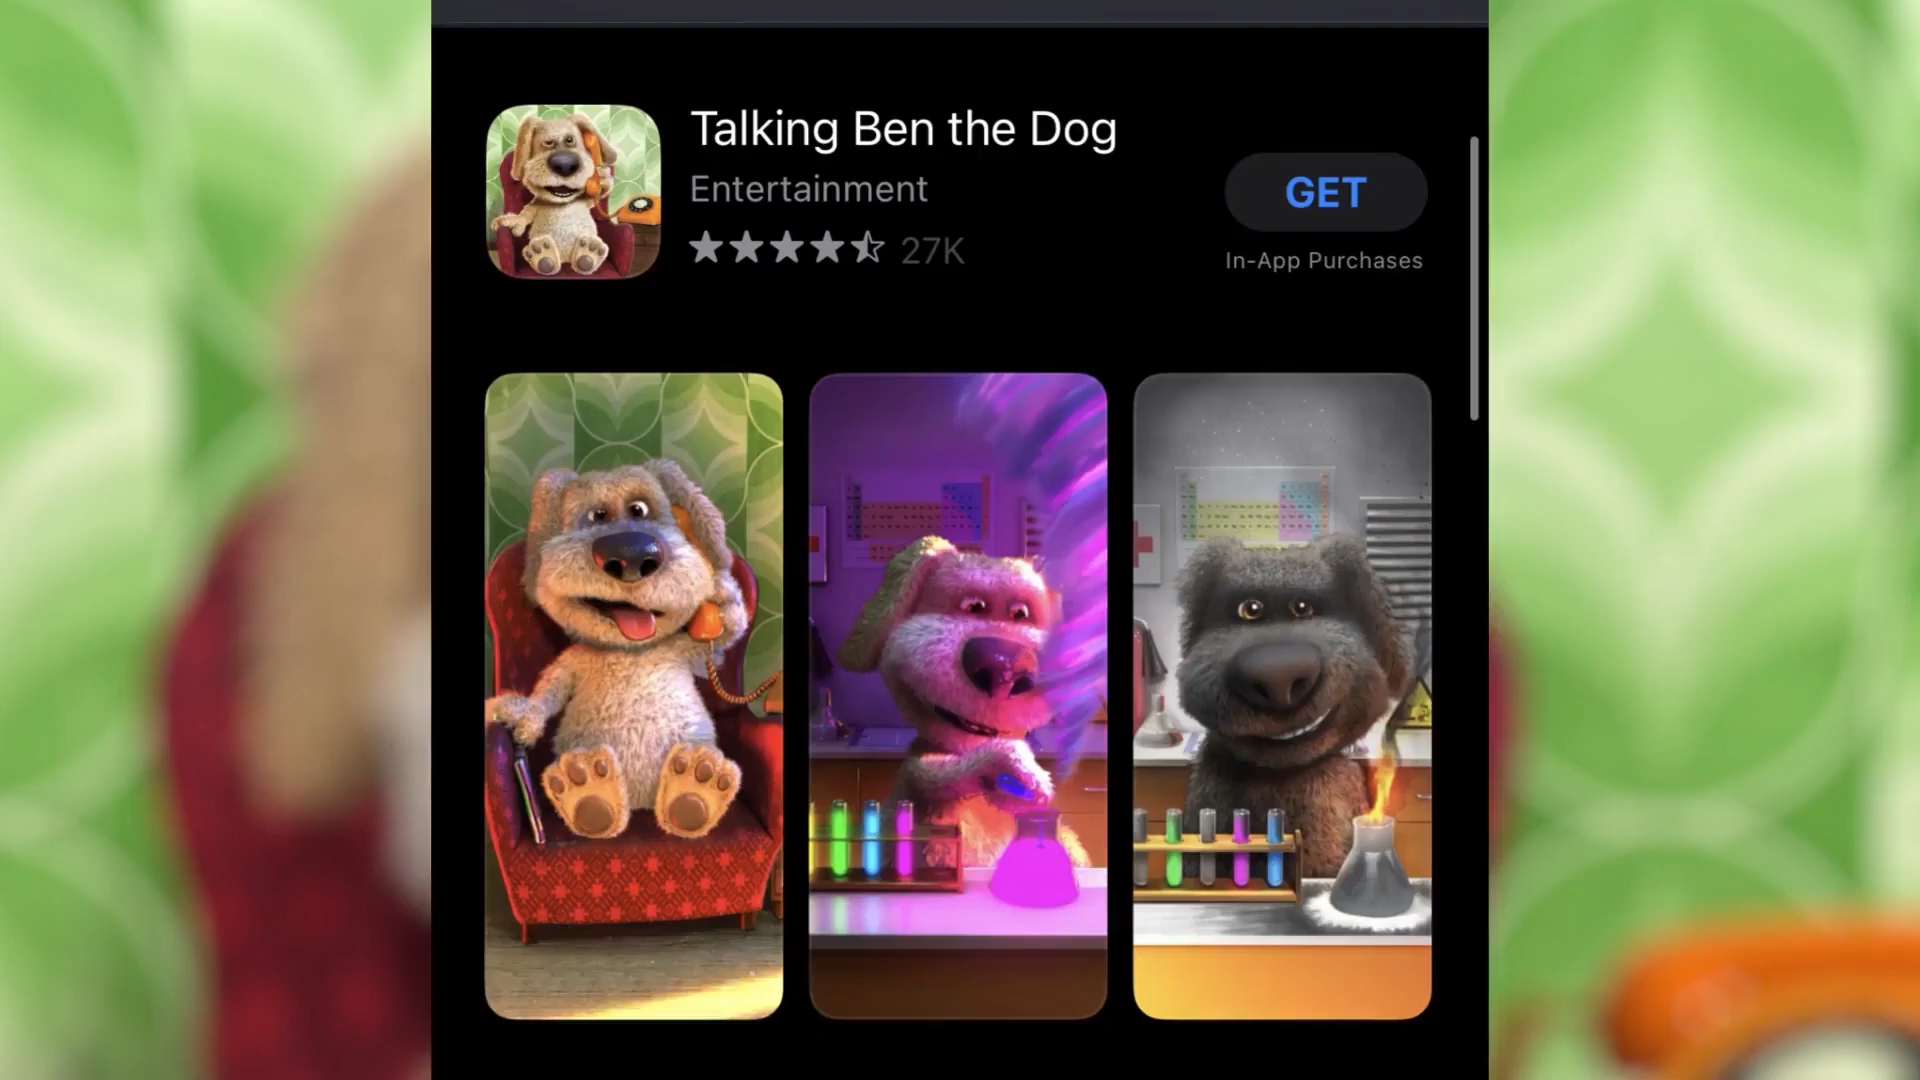 Talking Ben the Dog
Entertainment
27K
GET
In-App Purchases